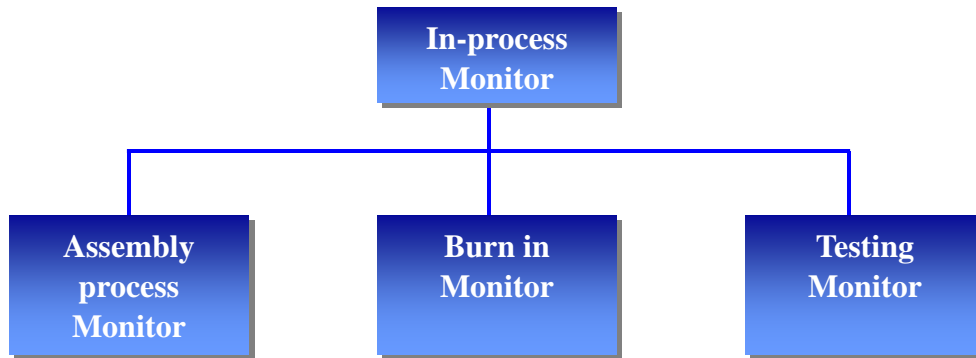 In-process
Monitor
Assembly
process
Monitor
Burn in
Monitor
Testing
Monitor